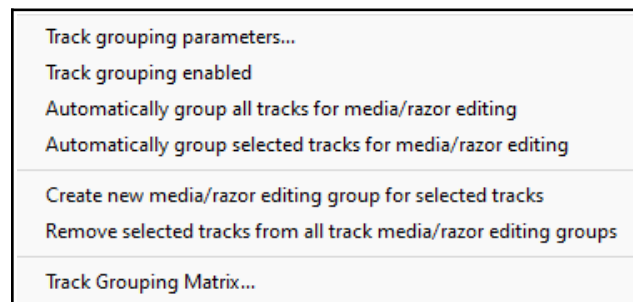 Track grouping parameters...
Track grouping enabled
Automatically group all tracks for media/razor editing
Automatically group selected tracks for media/razor editing
Create new media/razor editing group for selected tracks
Remove selected tracks from all track media/razor editing groups
Track Grouping Matrix...